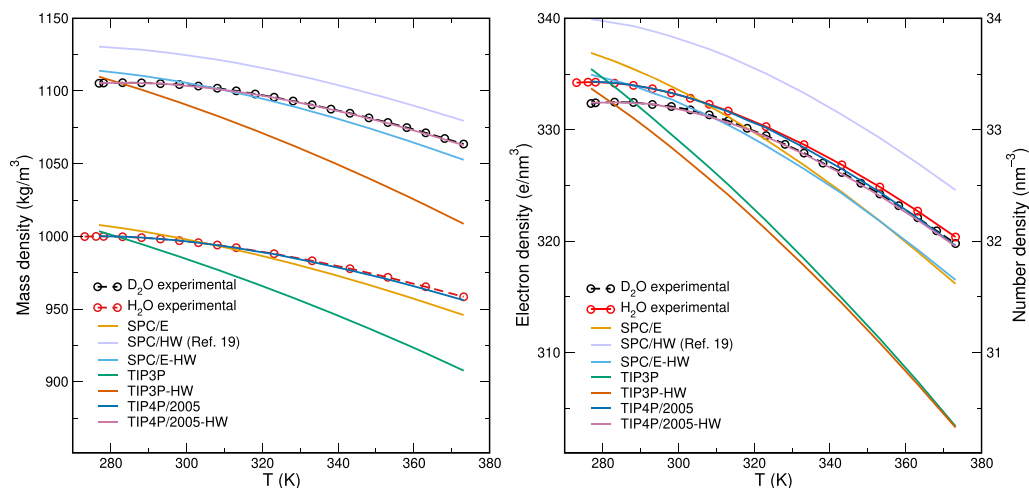 1150
1100
1050
1000
950
900
Mass density (kg/m³)
280 300 320 340 360 380
T (K)
D₂O experimental
H₂O experimental
SPC/E
SPC/HW (Ref. 19)
SPC/E-HW
TIP3P
TIP3P-HW
TIP4P/2005
TIP4P/2005-HW
340
330
320
310
Electron density (e/nm³)
280 300 320 340 360 380
T (K)
34
33
32
31
Number density (nm⁻³)
D₂O experimental
H₂O experimental
SPC/E
SPC/HW (Ref. 19)
SPC/E-HW
TIP3P
TIP3P-HW
TIP4P/2005
TIP4P/2005-HW